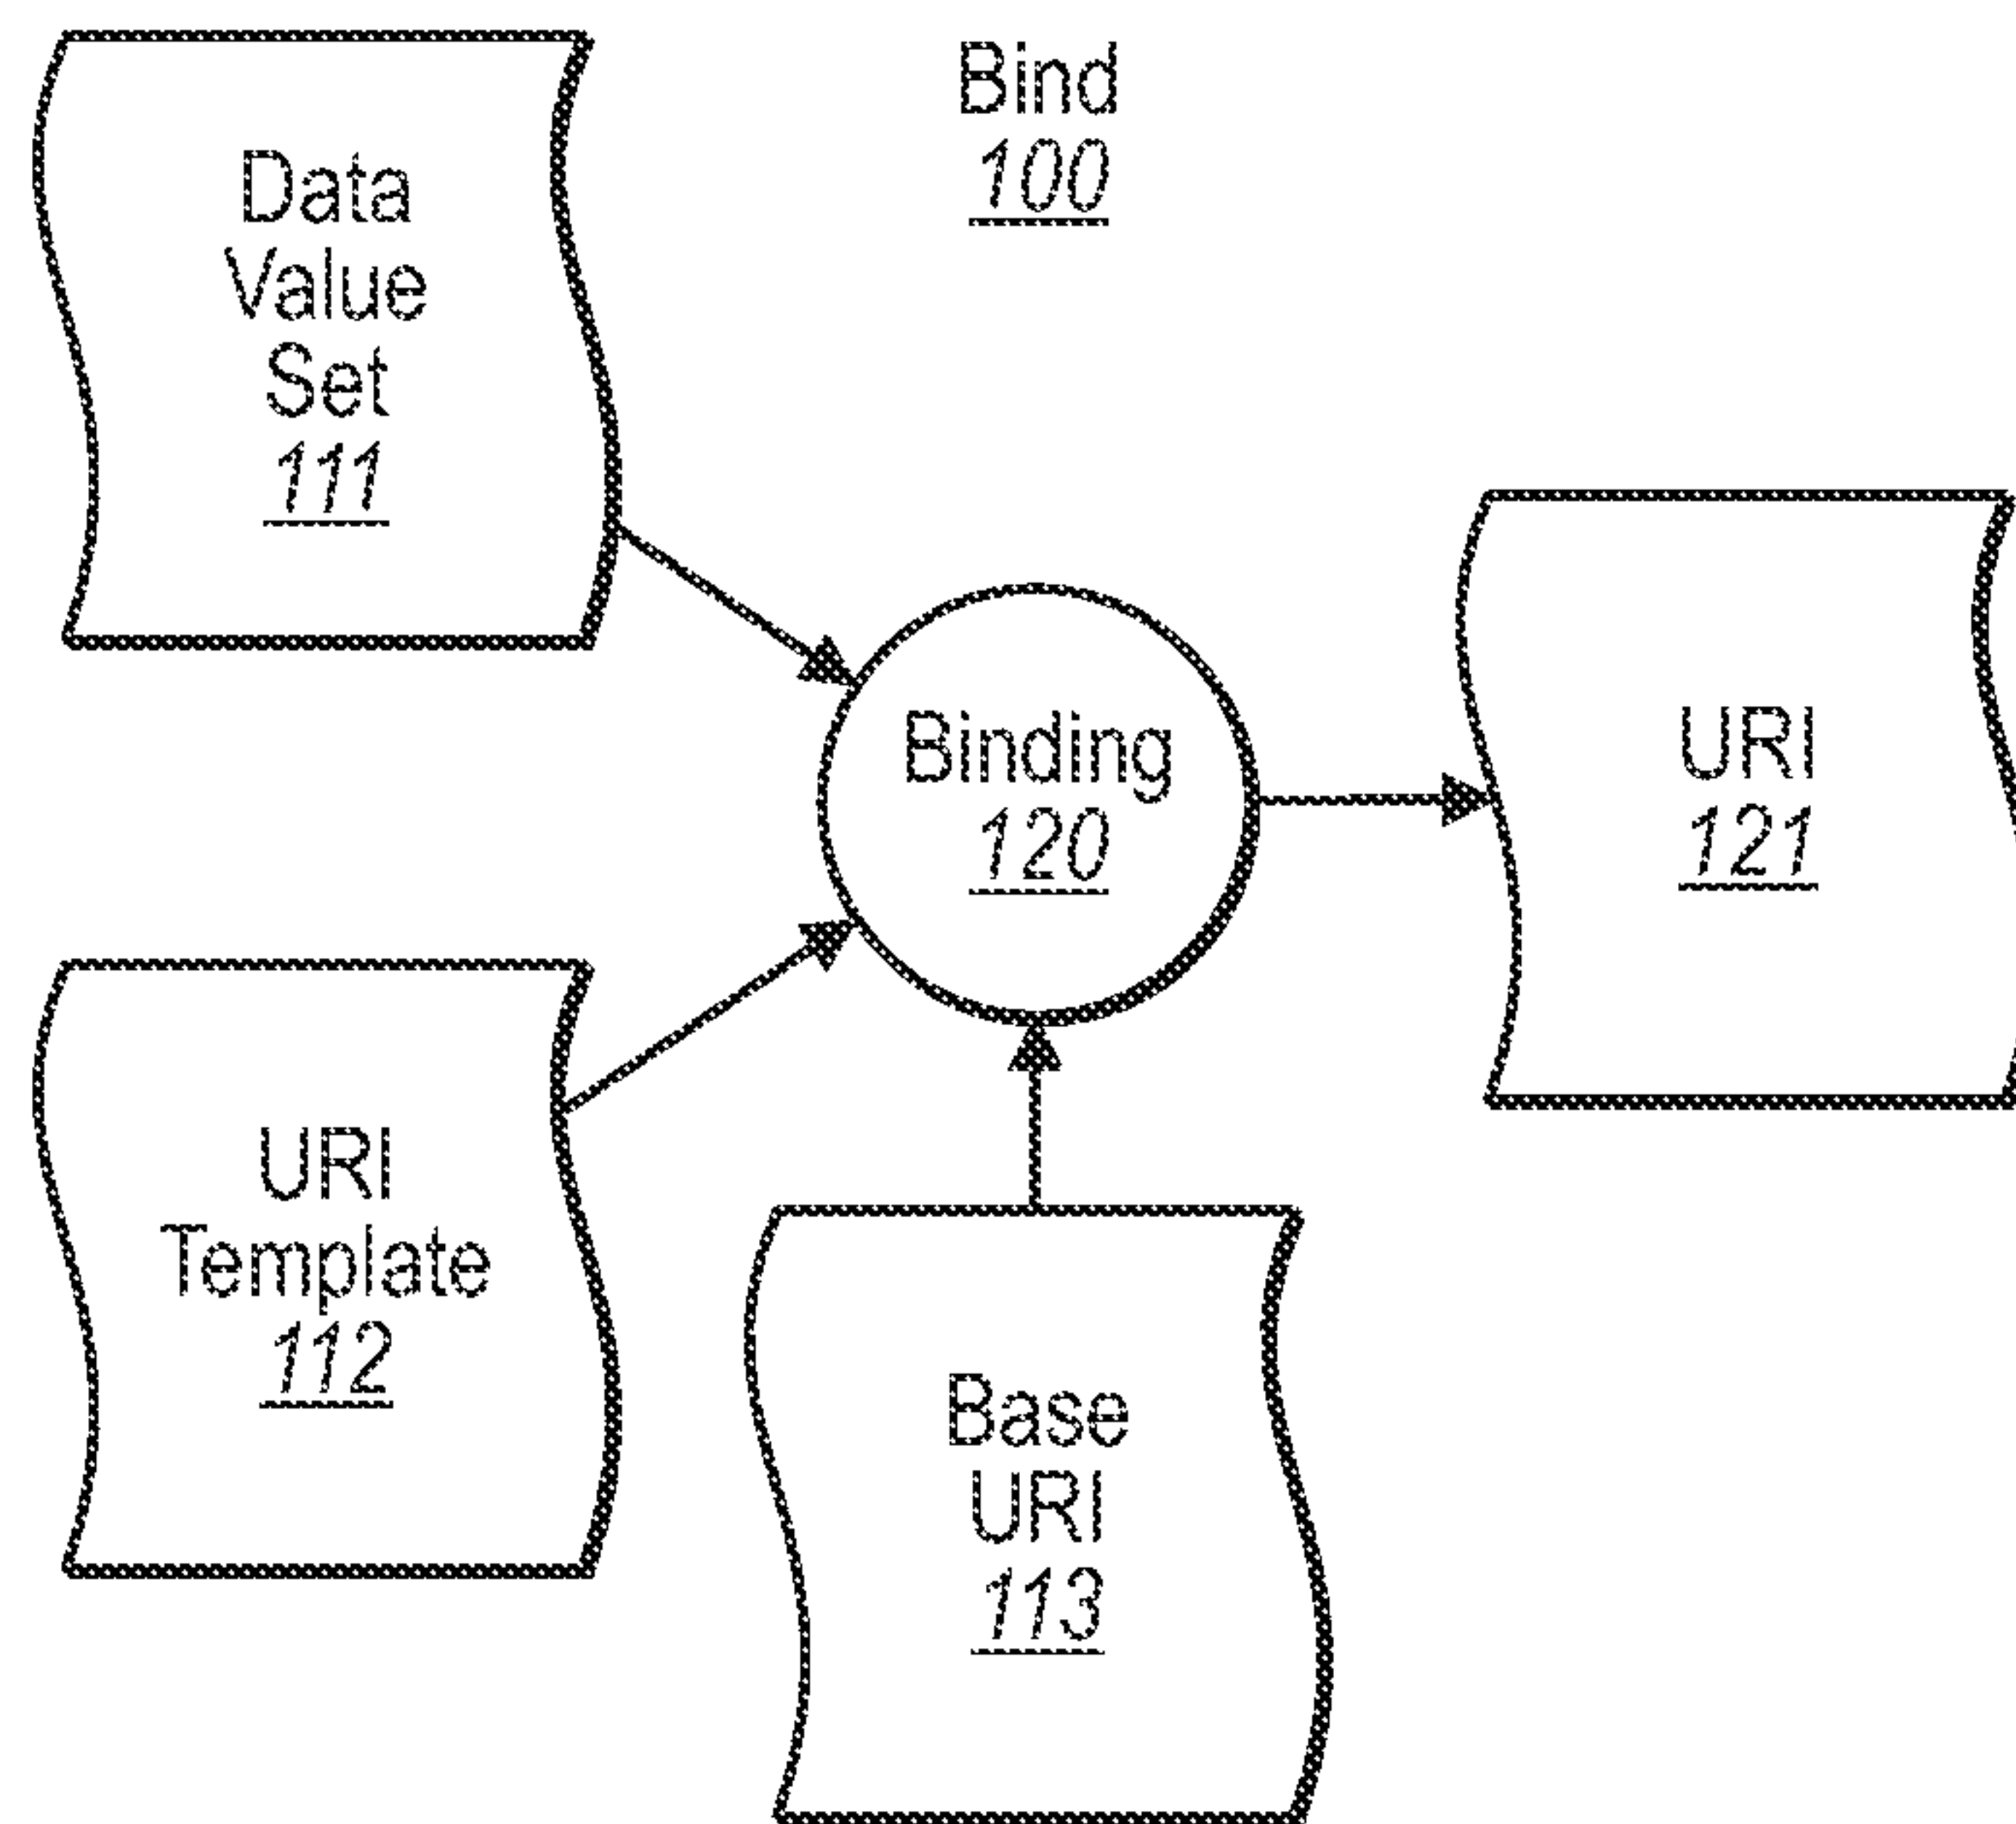 Bind
100
Data
Value
Set
111
Binding
120
URI
121
URI
Template
112
Base
URI
113